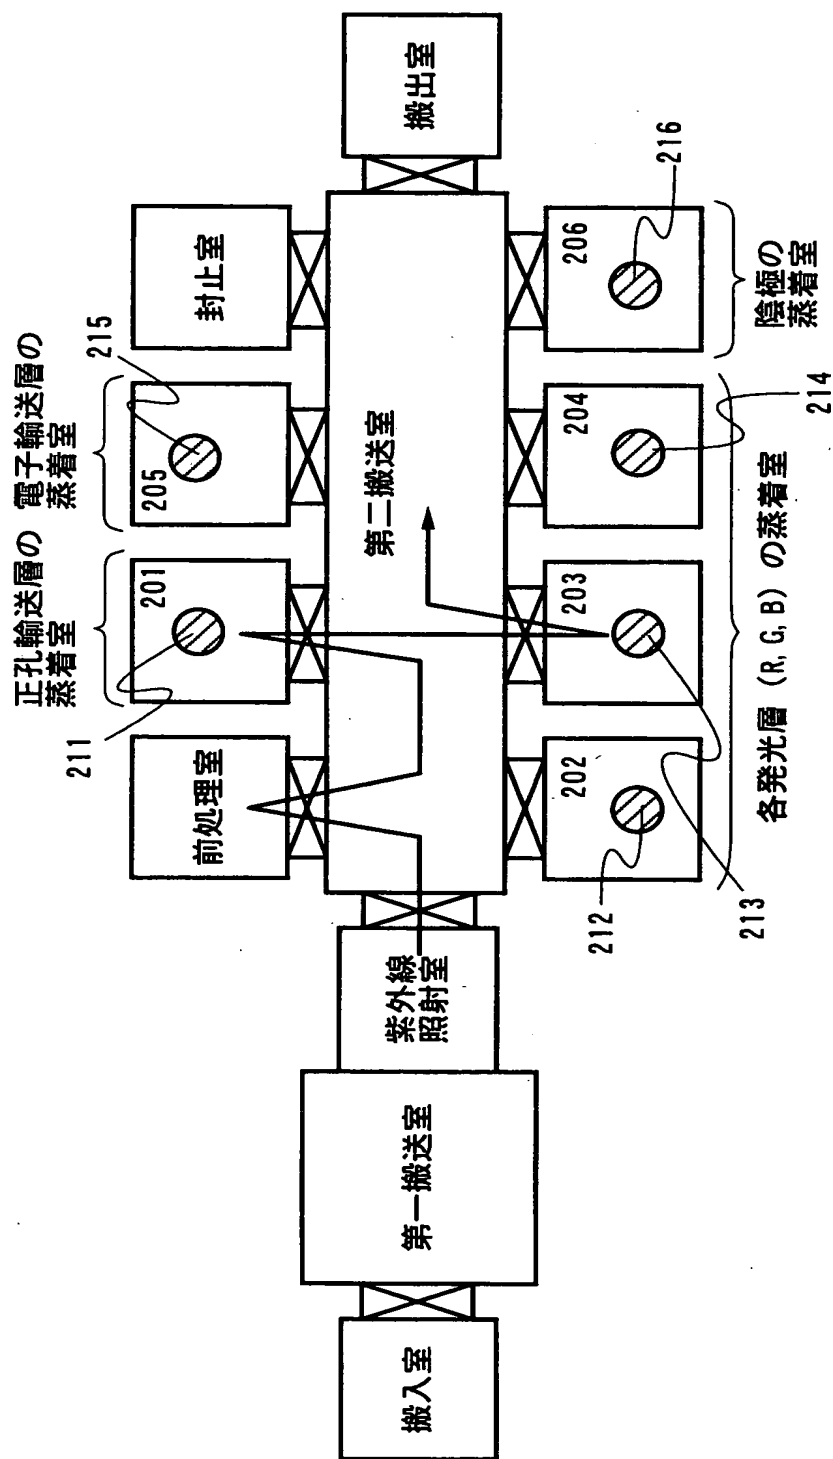 正孔輸送層の
蒸着室
電子輸送層の
蒸着室
211
215
前処理室
201
205
封止室
搬入室
第一搬送室
紫外線
照射室
第二搬送室
搬出室
202
203
204
206
212
213
214
216
各発光層 (R, G, B) の蒸着室
陰極の
蒸着室